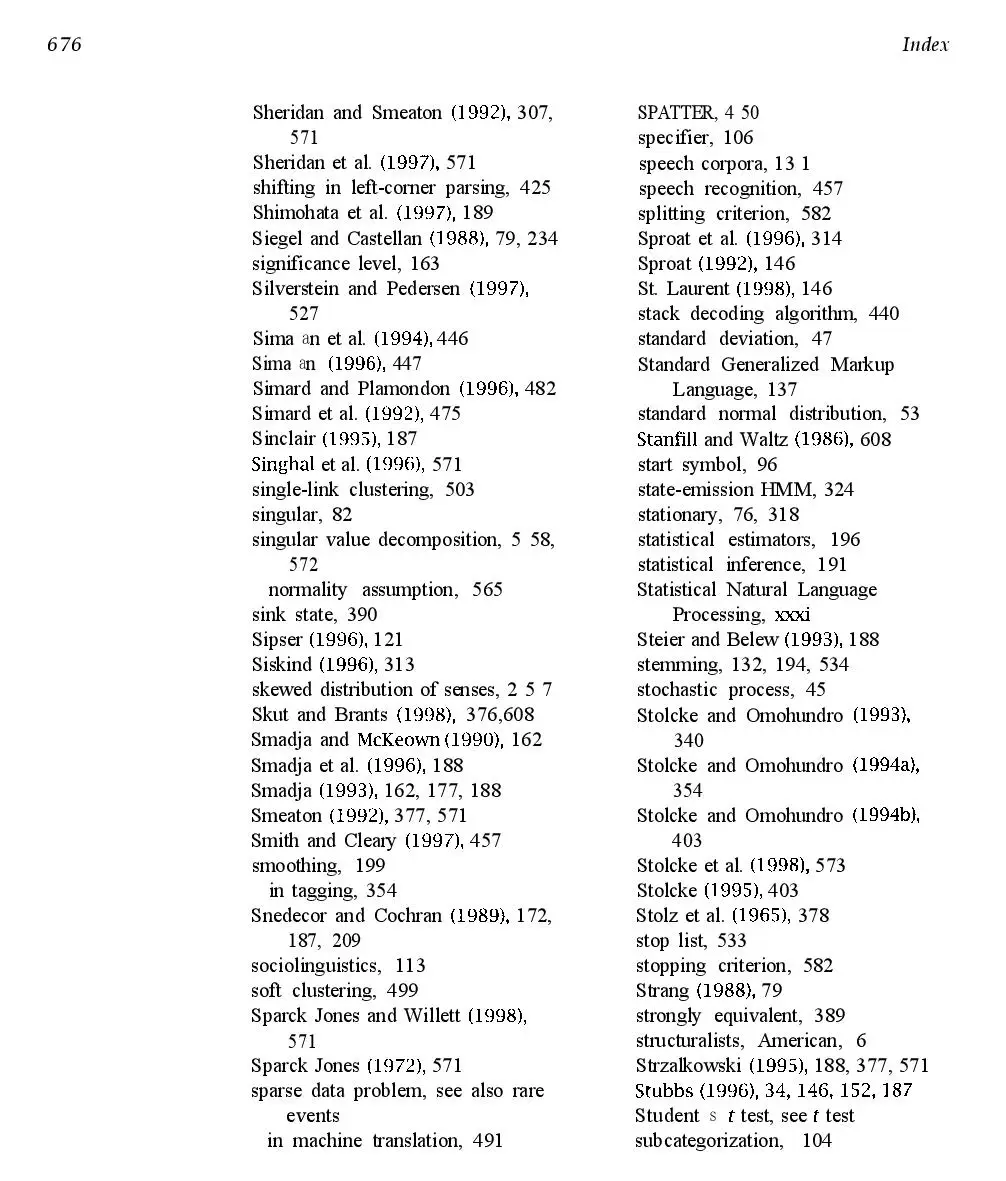 676
Index
Sheridan and Smeaton (1992), 307,
571
Sheridan et al. (1997), 571
shifting in left-corner parsing, 425
Shimohata et al. (1997), 189
Siegel and Castellan (1988), 79, 234
significance level, 163
Silverstein and Pedersen (1997),
527
Sima an et al. (1994), 446
Sima an (1996), 447
Simard and Plamondon (1996), 482
Simard et al. (1992), 475
Sinclair (1995), 187
Singhal et al. (1996), 571
single-link clustering, 503
singular, 82
singular value decomposition, 5 58,
572
normality assumption, 565
sink state, 390
Sipser (1996), 121
Siskind (1996), 313
skewed distribution of senses, 2 5 7
Skut and Brants (1998), 376,608
Smadja and McKeown (1990), 162
Smadja et al. (1996), 188
Smadja (1993), 162, 177, 188
Smeaton (1992), 377, 571
Smith and Cleary (1997), 457
smoothing, 199
in tagging, 354
Snedecor and Cochran (1989), 172,
187, 209
sociolinguistics, 113
soft clustering, 499
Sparck Jones and Willett (1998),
571
Sparck Jones (1972), 571
sparse data problem, see also rare
events
in machine translation, 491
SPATTER, 4 50
specifier, 106
speech corpora, 13 1
speech recognition, 457
splitting criterion, 582
Sproat et al. (1996), 314
Sproat (1992), 146
St. Laurent (1998), 146
stack decoding algorithm, 440
standard deviation, 47
Standard Generalized Markup
Language, 137
standard normal distribution, 53
Stanfill and Waltz (1986), 608
start symbol, 96
state-emission HMM, 324
stationary, 76, 318
statistical estimators, 196
statistical inference, 191
Statistical Natural Language
Processing, xxxi
Steier and Belew (1993), 188
stemming, 132, 194, 534
stochastic process, 45
Stolcke and Omohundro (1993),
340
Stolcke and Omohundro (1994a),
354
Stolcke and Omohundro (1994b),
403
Stolcke et al. (1998), 573
Stolcke (1995), 403
Stolz et al. (1965), 378
stop list, 533
stopping criterion, 582
Strang (1988), 79
strongly equivalent, 389
structuralists, American, 6
Strzalkowski (1995), 188, 377, 571
Stubbs (1996), 34, 146, 152, 187
Student s t test, see t test
subcategorization, 104